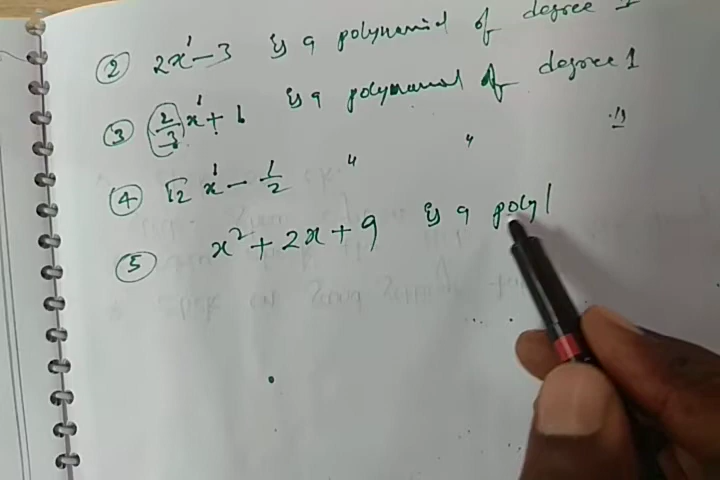 ② 2x¹ - 3 is a polynomial of degree 1
③ (2/3)x¹ + 1 is a polynomial of degree 1
④ √2 x¹ - 1/2 " " "
⑤ x² + 2x + 9 is a poly